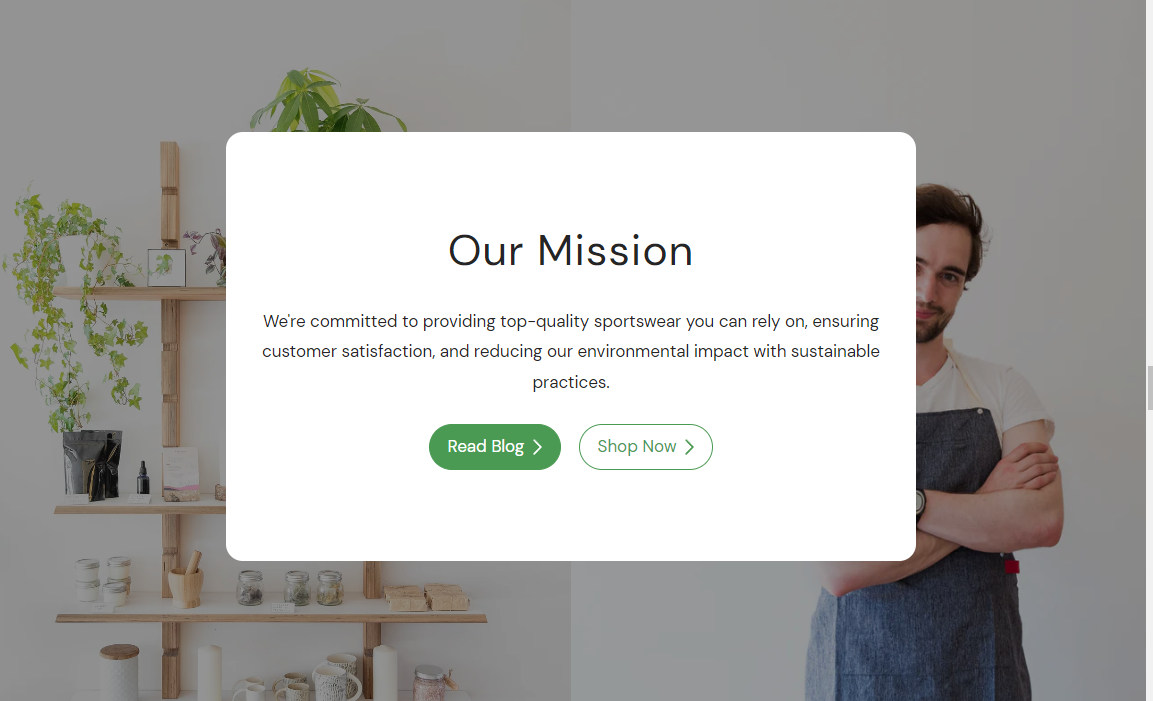 Our Mission
We're committed to providing top-quality sportswear you can rely on, ensuring
customer satisfaction, and reducing our environmental impact with sustainable
practices.
Read Blog
Shop Now